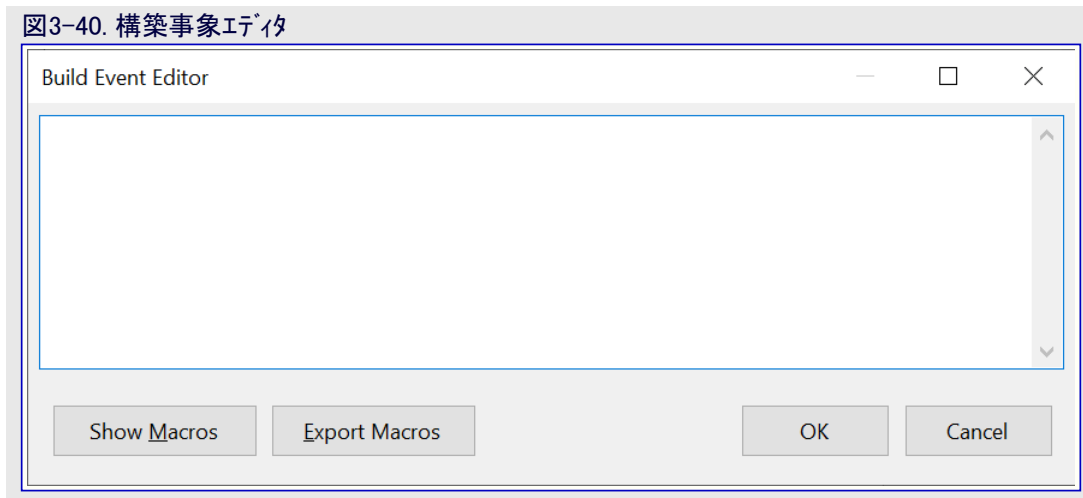 図3-40. 構築事象ｴﾃﾞｨﾀ
Build Event Editor
Show Macros
Export Macros
OK
Cancel